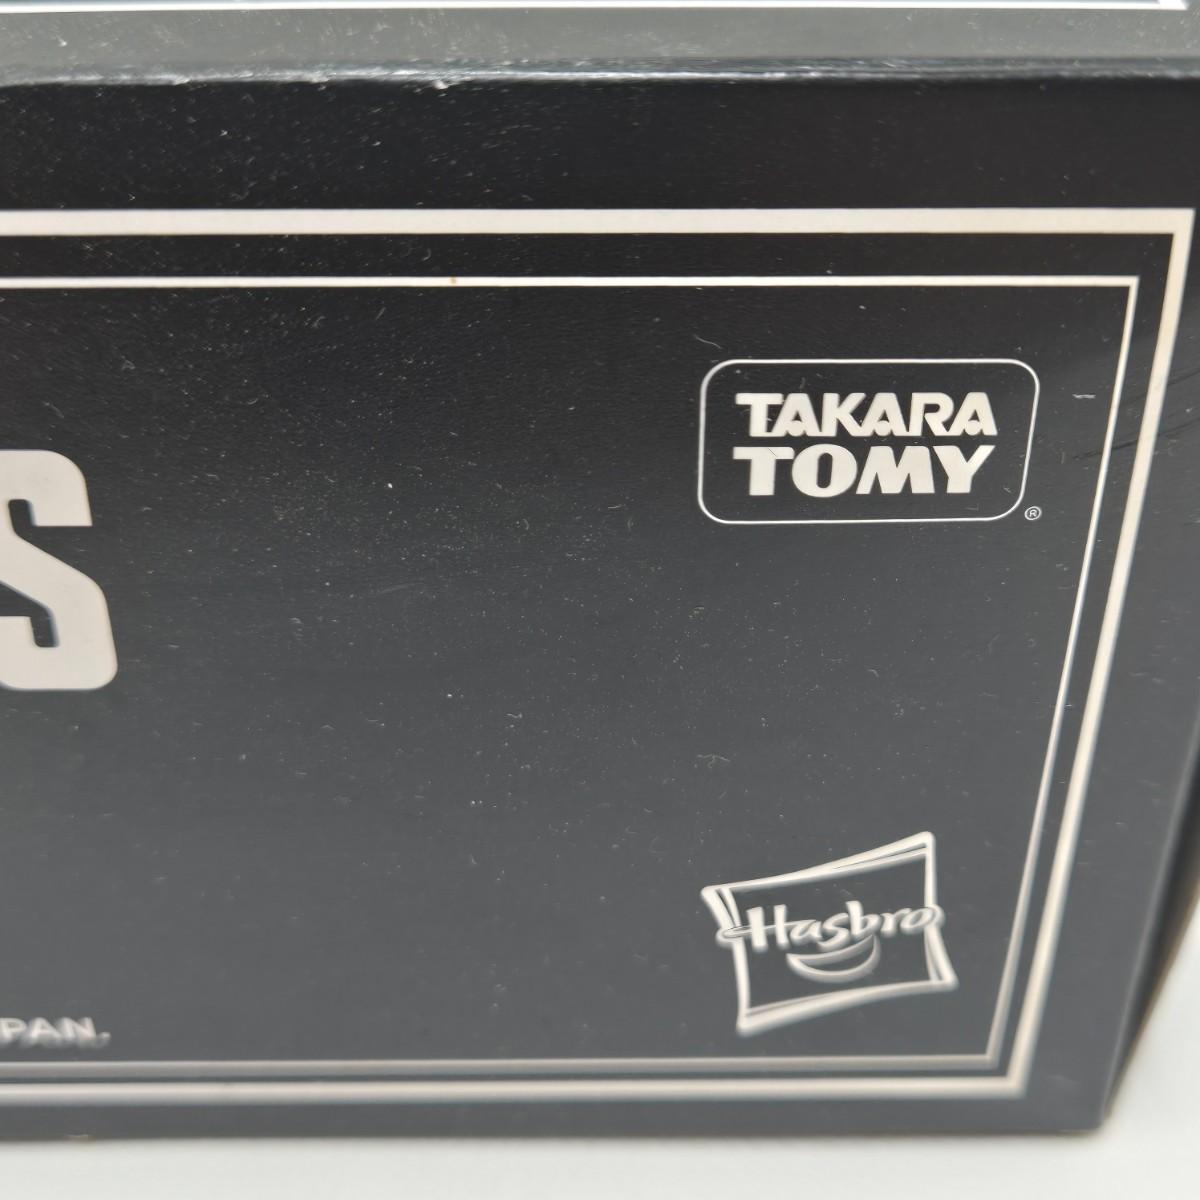 TAKARA
TOMY
®
S
Hasbro
PAN.